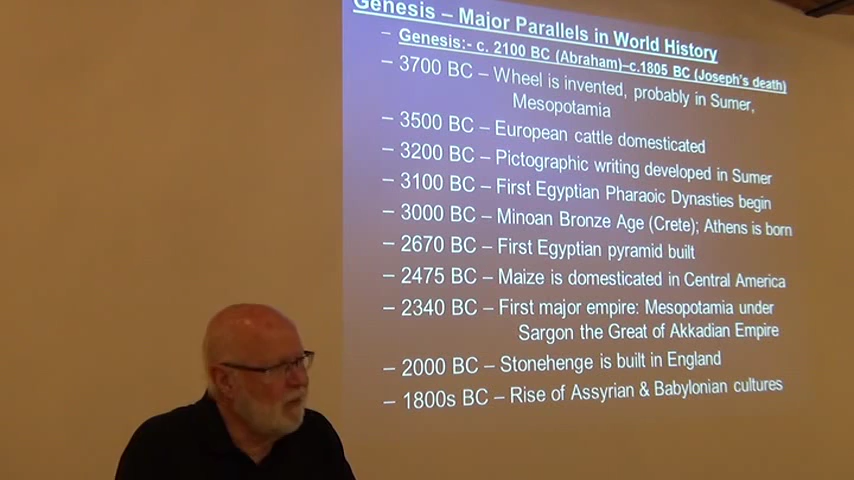 Genesis – Major Parallels in World History
– Genesis:- c. 2100 BC (Abraham)–c.1805 BC (Joseph's death)
– 3700 BC – Wheel is invented, probably in Sumer,
Mesopotamia
– 3500 BC – European cattle domesticated
– 3200 BC – Pictographic writing developed in Sumer
– 3100 BC – First Egyptian Pharaoic Dynasties begin
– 3000 BC – Minoan Bronze Age (Crete); Athens is born
– 2670 BC – First Egyptian pyramid built
– 2475 BC – Maize is domesticated in Central America
– 2340 BC – First major empire: Mesopotamia under
Sargon the Great of Akkadian Empire
– 2000 BC – Stonehenge is built in England
– 1800s BC – Rise of Assyrian & Babylonian cultures